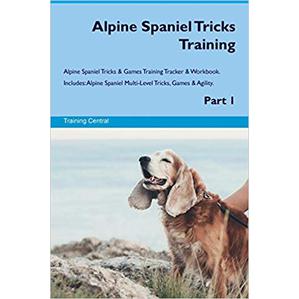 Alpine Spaniel Tricks
Training
Alpine Spaniel Tricks & Games Training Tracker & Workbook.
Includes:Alpine Spaniel Multi-Level Tricks, Games & Agility.
Part 1
Training Central